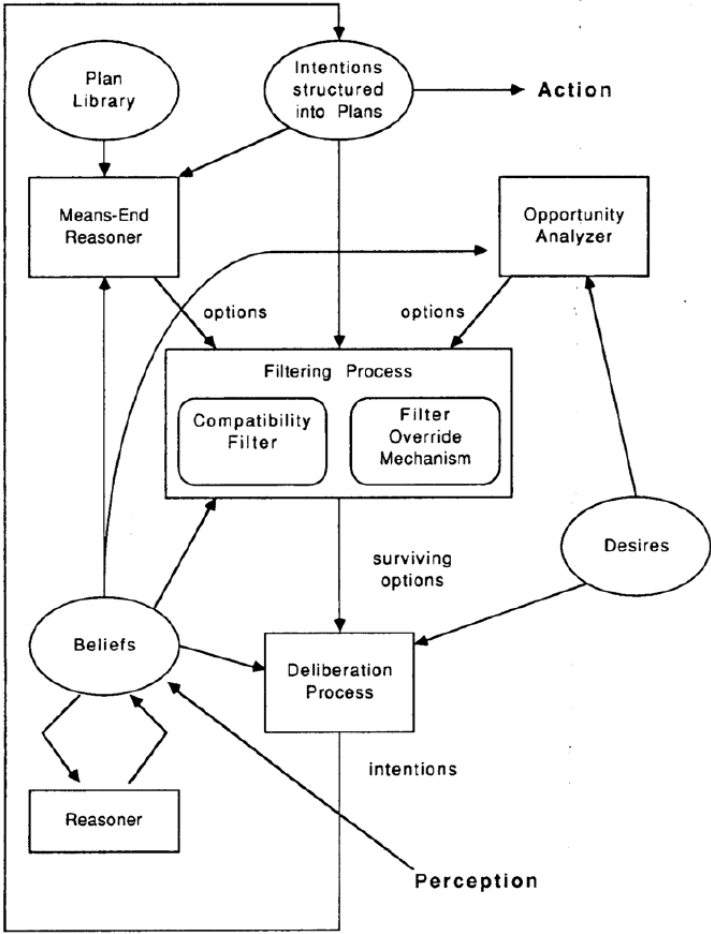 Plan
Library
Intentions
structured
into Plans
Action
Means-End
Reasoner
Opportunity
Analyzer
options
options
Filtering Process
Compatibility
Filter
Filter
Override
Mechanism
surviving
options
Desires
Beliefs
Deliberation
Process
intentions
Reasoner
Perception